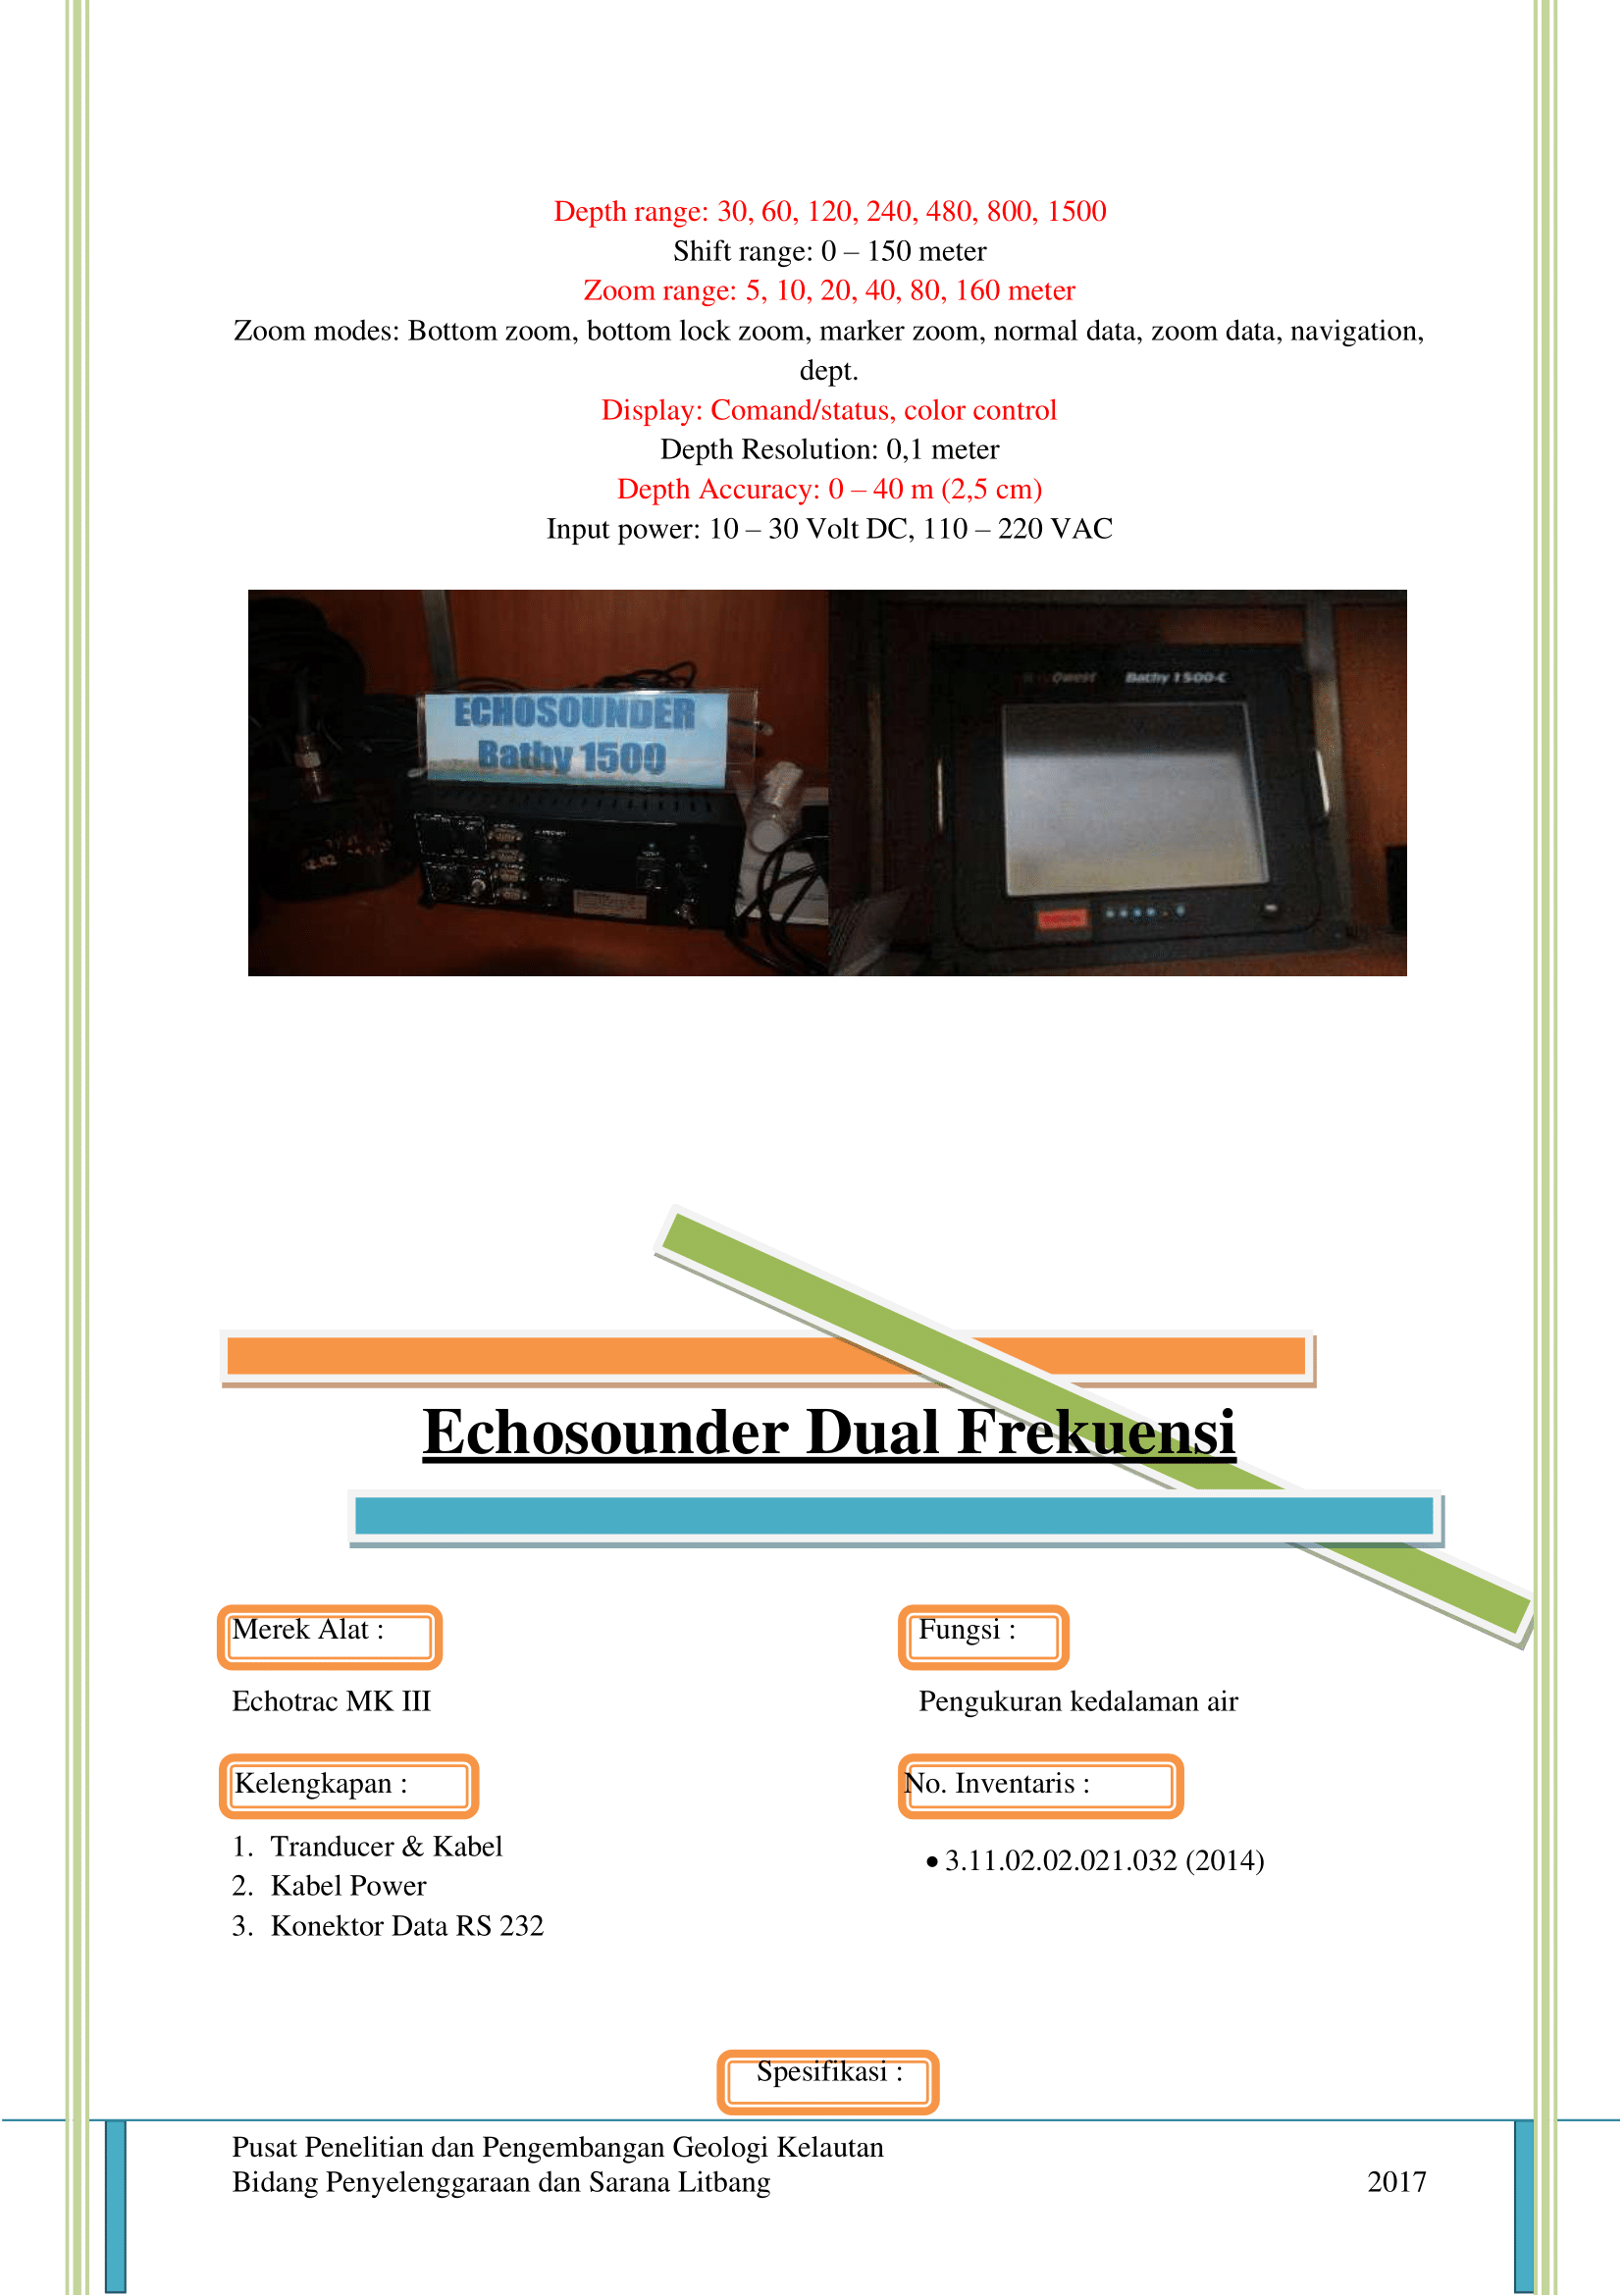 Depth range: 30, 60, 120, 240, 480, 800, 1500
Shift range: 0 – 150 meter
Zoom range: 5, 10, 20, 40, 80, 160 meter
Zoom modes: Bottom zoom, bottom lock zoom, marker zoom, normal data, zoom data, navigation,
dept.
Display: Comand/status, color control
Depth Resolution: 0,1 meter
Depth Accuracy: 0 – 40 m (2,5 cm)
Input power: 10 – 30 Volt DC, 110 – 220 VAC
ECHOSOUNDER
Bathy 1500
Qwest Bathy 1500-C
Echosounder Dual Frekuensi
Merek Alat :
Fungsi :
Echotrac MK III
Pengukuran kedalaman air
Kelengkapan :
No. Inventaris :
1. Tranducer & Kabel
2. Kabel Power
3. Konektor Data RS 232
• 3.11.02.02.021.032 (2014)
Spesifikasi :
Pusat Penelitian dan Pengembangan Geologi Kelautan
Bidang Penyelenggaraan dan Sarana Litbang 2017